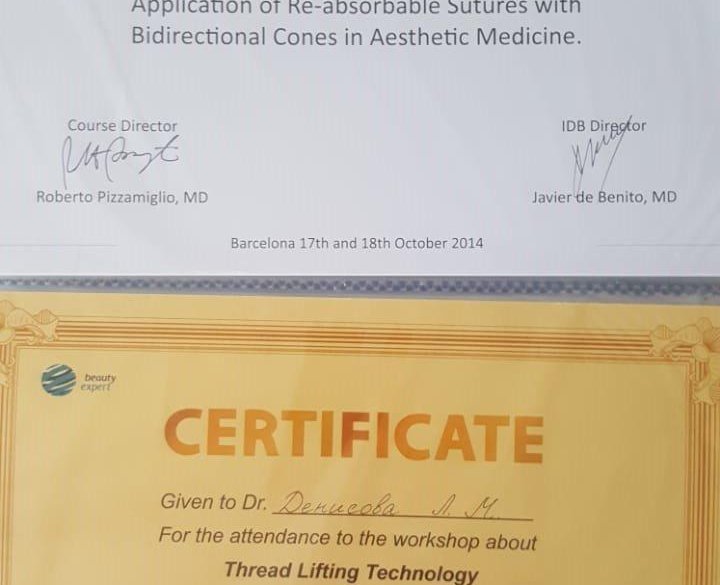 Application of Re-absorbable Sutures with
Bidirectional Cones in Aesthetic Medicine.
Course Director
IDB Director
Roberto Pizzamiglio, MD
Javier de Benito, MD
Barcelona 17th and 18th October 2014
beauty
expert
CERTIFICATE
Given to Dr. Денисова Л. М.
For the attendance to the workshop about
Thread Lifting Technology